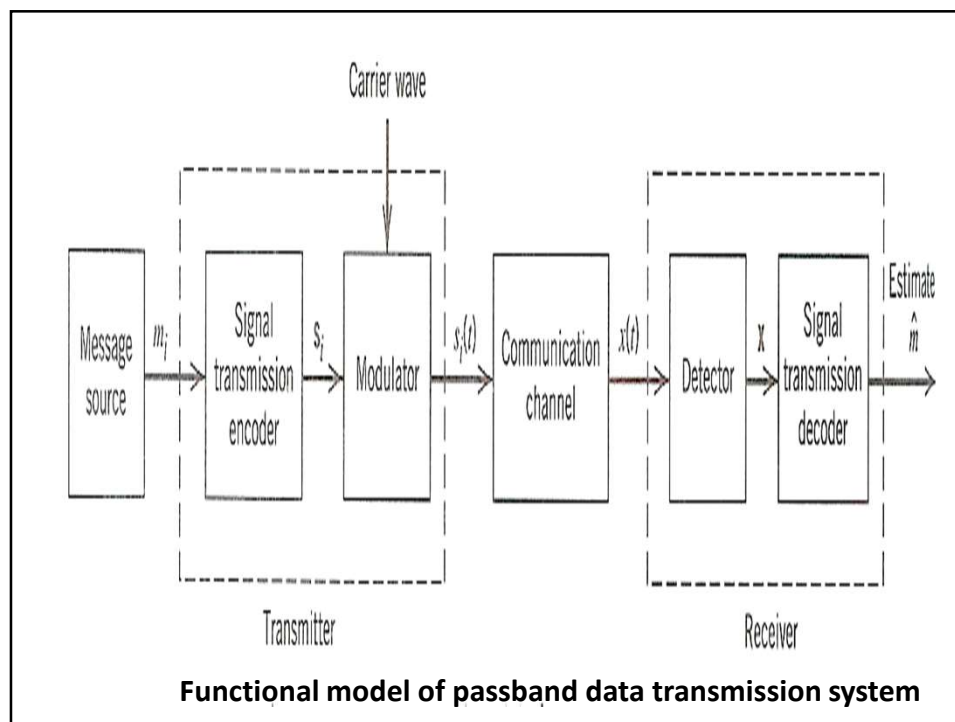 Carrier wave
Message
source
m_i
Signal
transmission
encoder
s_i
Modulator
s_i(t)
Communication
channel
x(t)
Detector
x
Signal
transmission
decoder
Estimate
m̂
Transmitter
Receiver
Functional model of passband data transmission system